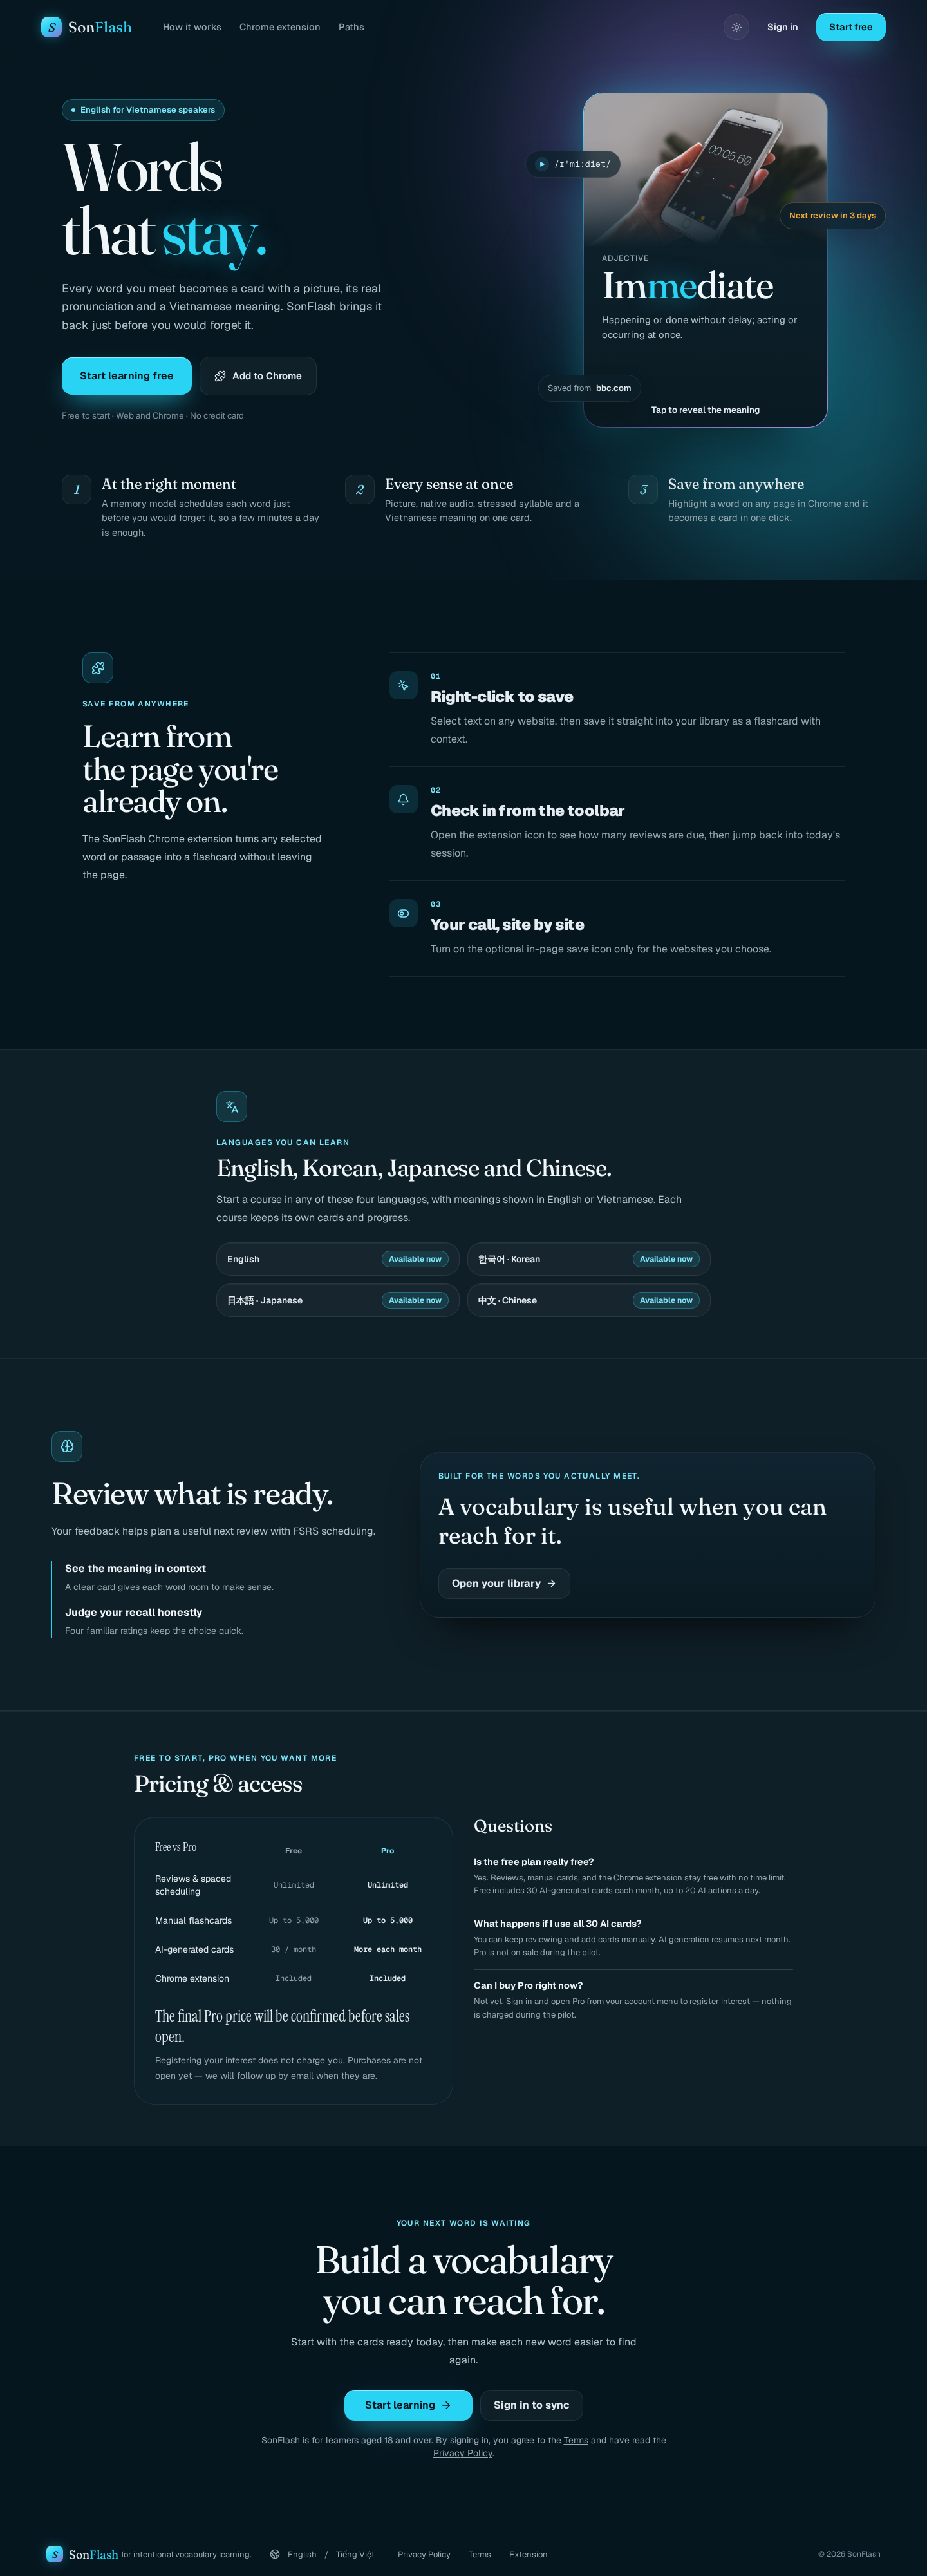 S SonFlash
How it works
Chrome extension
Paths
Sign in
Start free
English for Vietnamese speakers
Words
that stay.
Every word you meet becomes a card with a picture, its real
pronunciation and a Vietnamese meaning. SonFlash brings it
back just before you would forget it.
Start learning free
Add to Chrome
Free to start · Web and Chrome · No credit card
00:05.60
/ɪˈmiːdiət/
Next review in 3 days
ADJECTIVE
Immediate
Happening or done without delay; acting or
occurring at once.
Saved from bbc.com
Tap to reveal the meaning
1
At the right moment
A memory model schedules each word just
before you would forget it, so a few minutes a day
is enough.
2
Every sense at once
Picture, native audio, stressed syllable and a
Vietnamese meaning on one card.
3
Save from anywhere
Highlight a word on any page in Chrome and it
becomes a card in one click.
SAVE FROM ANYWHERE
Learn from
the page you're
already on.
The SonFlash Chrome extension turns any selected
word or passage into a flashcard without leaving
the page.
01
Right-click to save
Select text on any website, then save it straight into your library as a flashcard with
context.
02
Check in from the toolbar
Open the extension icon to see how many reviews are due, then jump back into today's
session.
03
Your call, site by site
Turn on the optional in-page save icon only for the websites you choose.
LANGUAGES YOU CAN LEARN
English, Korean, Japanese and Chinese.
Start a course in any of these four languages, with meanings shown in English or Vietnamese. Each
course keeps its own cards and progress.
English
Available now
한국어 · Korean
Available now
日本語 · Japanese
Available now
中文 · Chinese
Available now
Review what is ready.
Your feedback helps plan a useful next review with FSRS scheduling.
See the meaning in context
A clear card gives each word room to make sense.
Judge your recall honestly
Four familiar ratings keep the choice quick.
BUILT FOR THE WORDS YOU ACTUALLY MEET.
A vocabulary is useful when you can
reach for it.
Open your library
FREE TO START, PRO WHEN YOU WANT MORE
Pricing & access
Free vs Pro
Free
Pro
Reviews & spaced
scheduling
Unlimited
Unlimited
Manual flashcards
Up to 5,000
Up to 5,000
AI-generated cards
30 / month
More each month
Chrome extension
Included
Included
The final Pro price will be confirmed before sales
open.
Registering your interest does not charge you. Purchases are not
open yet — we will follow up by email when they are.
Questions
Is the free plan really free?
Yes. Reviews, manual cards, and the Chrome extension stay free with no time limit.
Free includes 30 AI-generated cards each month, up to 20 AI actions a day.
What happens if I use all 30 AI cards?
You can keep reviewing and add cards manually. AI generation resumes next month.
Pro is not on sale during the pilot.
Can I buy Pro right now?
Not yet. Sign in and open Pro from your account menu to register interest — nothing
is charged during the pilot.
YOUR NEXT WORD IS WAITING
Build a vocabulary
you can reach for.
Start with the cards ready today, then make each new word easier to find
again.
Start learning
Sign in to sync
SonFlash is for learners aged 18 and over. By signing in, you agree to the Terms and have read the
Privacy Policy.
S SonFlash for intentional vocabulary learning.
English / Tiếng Việt
Privacy Policy
Terms
Extension
© 2026 SonFlash